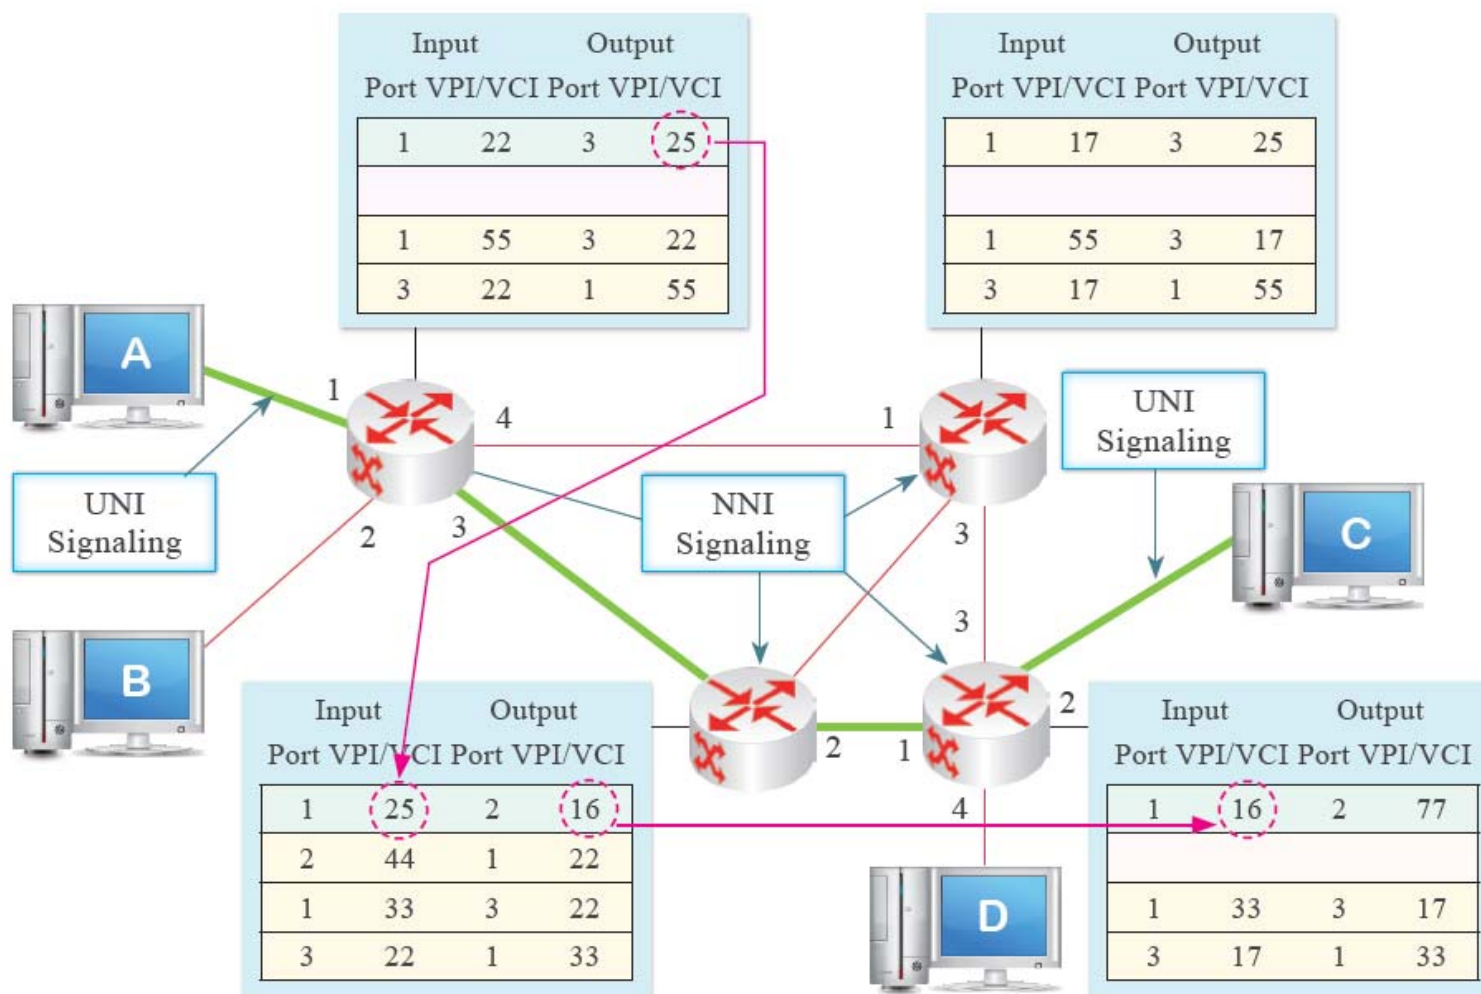 Input Output
Port VPI/VCI Port VPI/VCI
1 22 3 25
1 55 3 22
3 22 1 55
Input Output
Port VPI/VCI Port VPI/VCI
1 17 3 25
1 55 3 17
3 17 1 55
A
1
4
1
UNI
Signaling
UNI
Signaling
2
3
NNI
Signaling
3
C
B
3
2
2
1
4
Input Output
Port VPI/VCI Port VPI/VCI
1 25 2 16
2 44 1 22
1 33 3 22
3 22 1 33
D
Input Output
Port VPI/VCI Port VPI/VCI
1 16 2 77
1 33 3 17
3 17 1 33